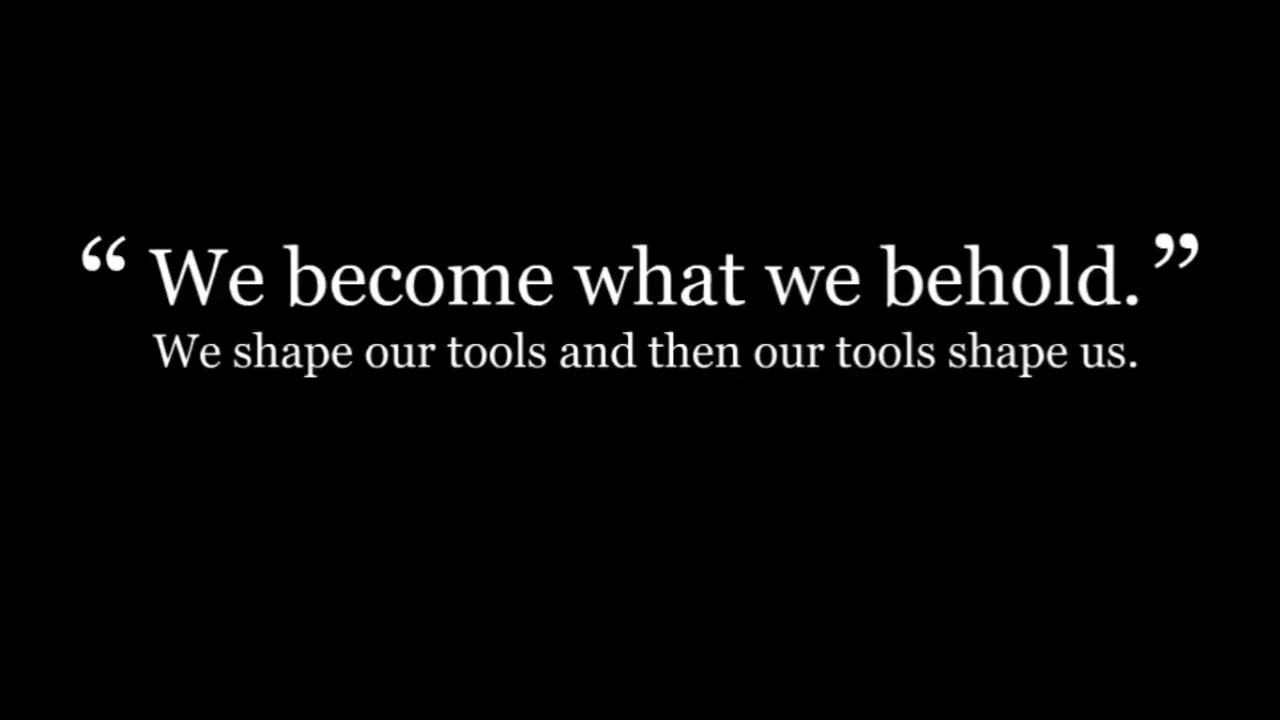 “ We become what we behold. ”
We shape our tools and then our tools shape us.